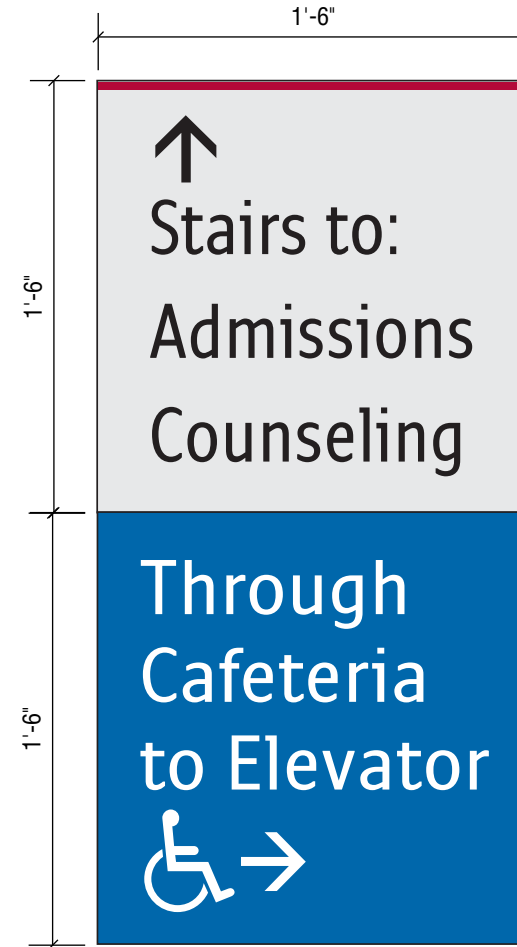 1'-6"
1'-6"
Stairs to:
Admissions
Counseling
1'-6"
Through
Cafeteria
to Elevator